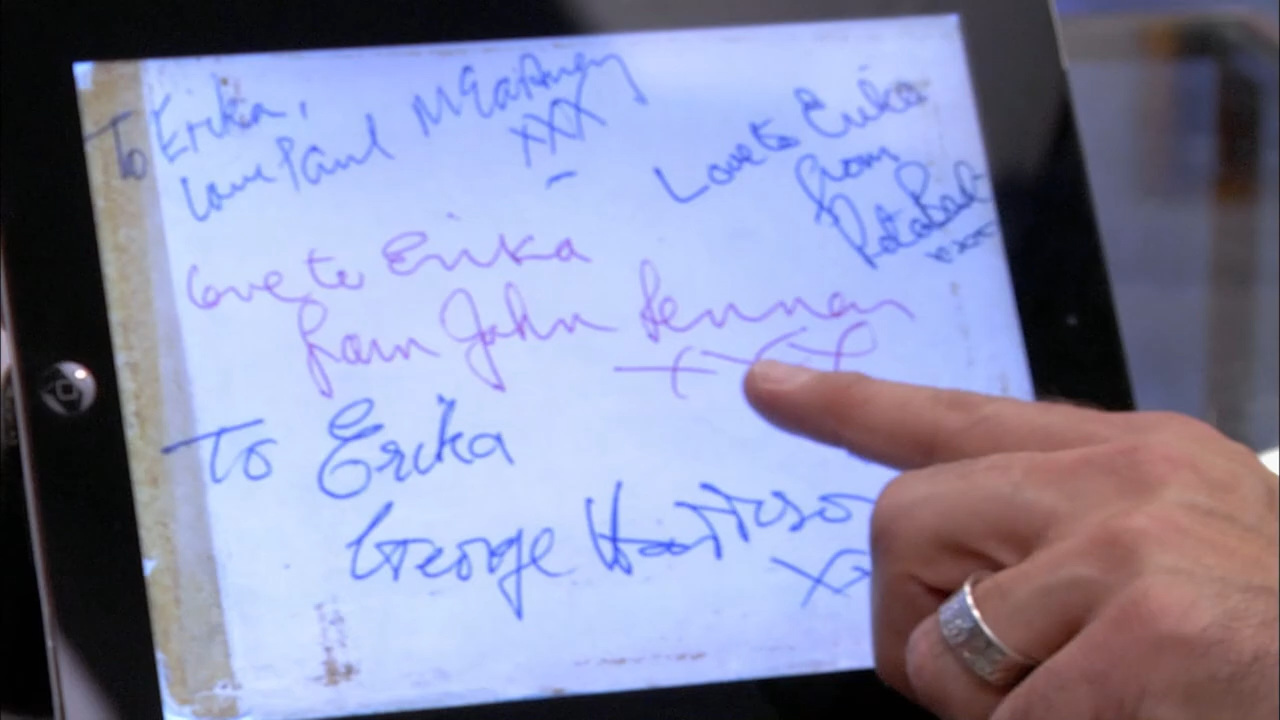 To Erika,
love Paul McCartney
XXX
Love to Erika
from
Pete Best
xxxx
love to Erika
from John Lennon
XXX
To Erika
George Harrison
XX